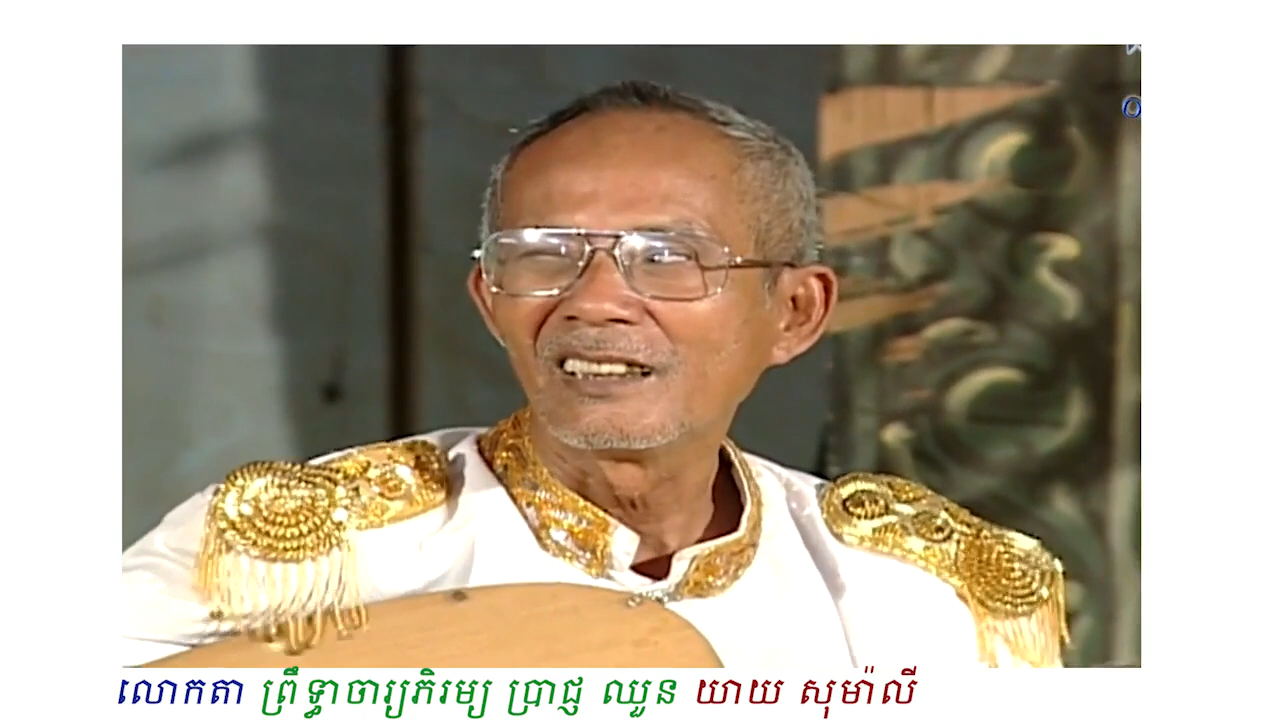 លោកតា ព្រឹទ្ធាចារ្យភិរម្យ ប្រាជ្ញ ឈួន យាយ សុម៉ាលី